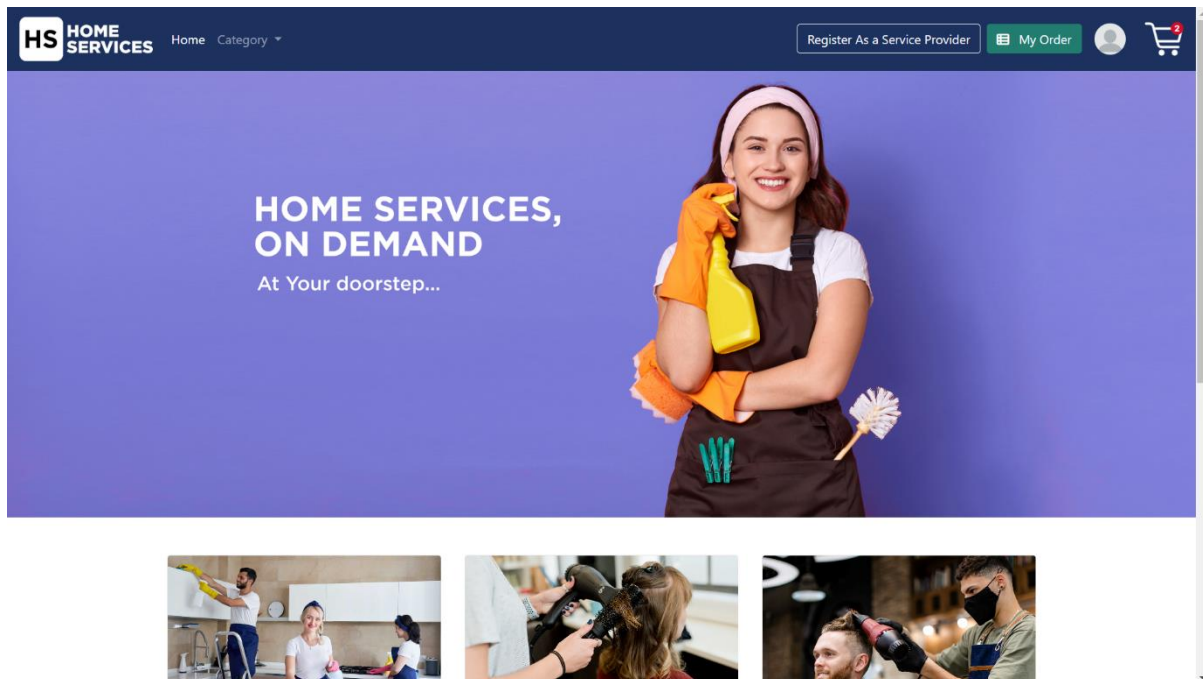 HS HOME
SERVICES
Home Category
Register As a Service Provider
My Order
2
HOME SERVICES,
ON DEMAND
At Your doorstep...